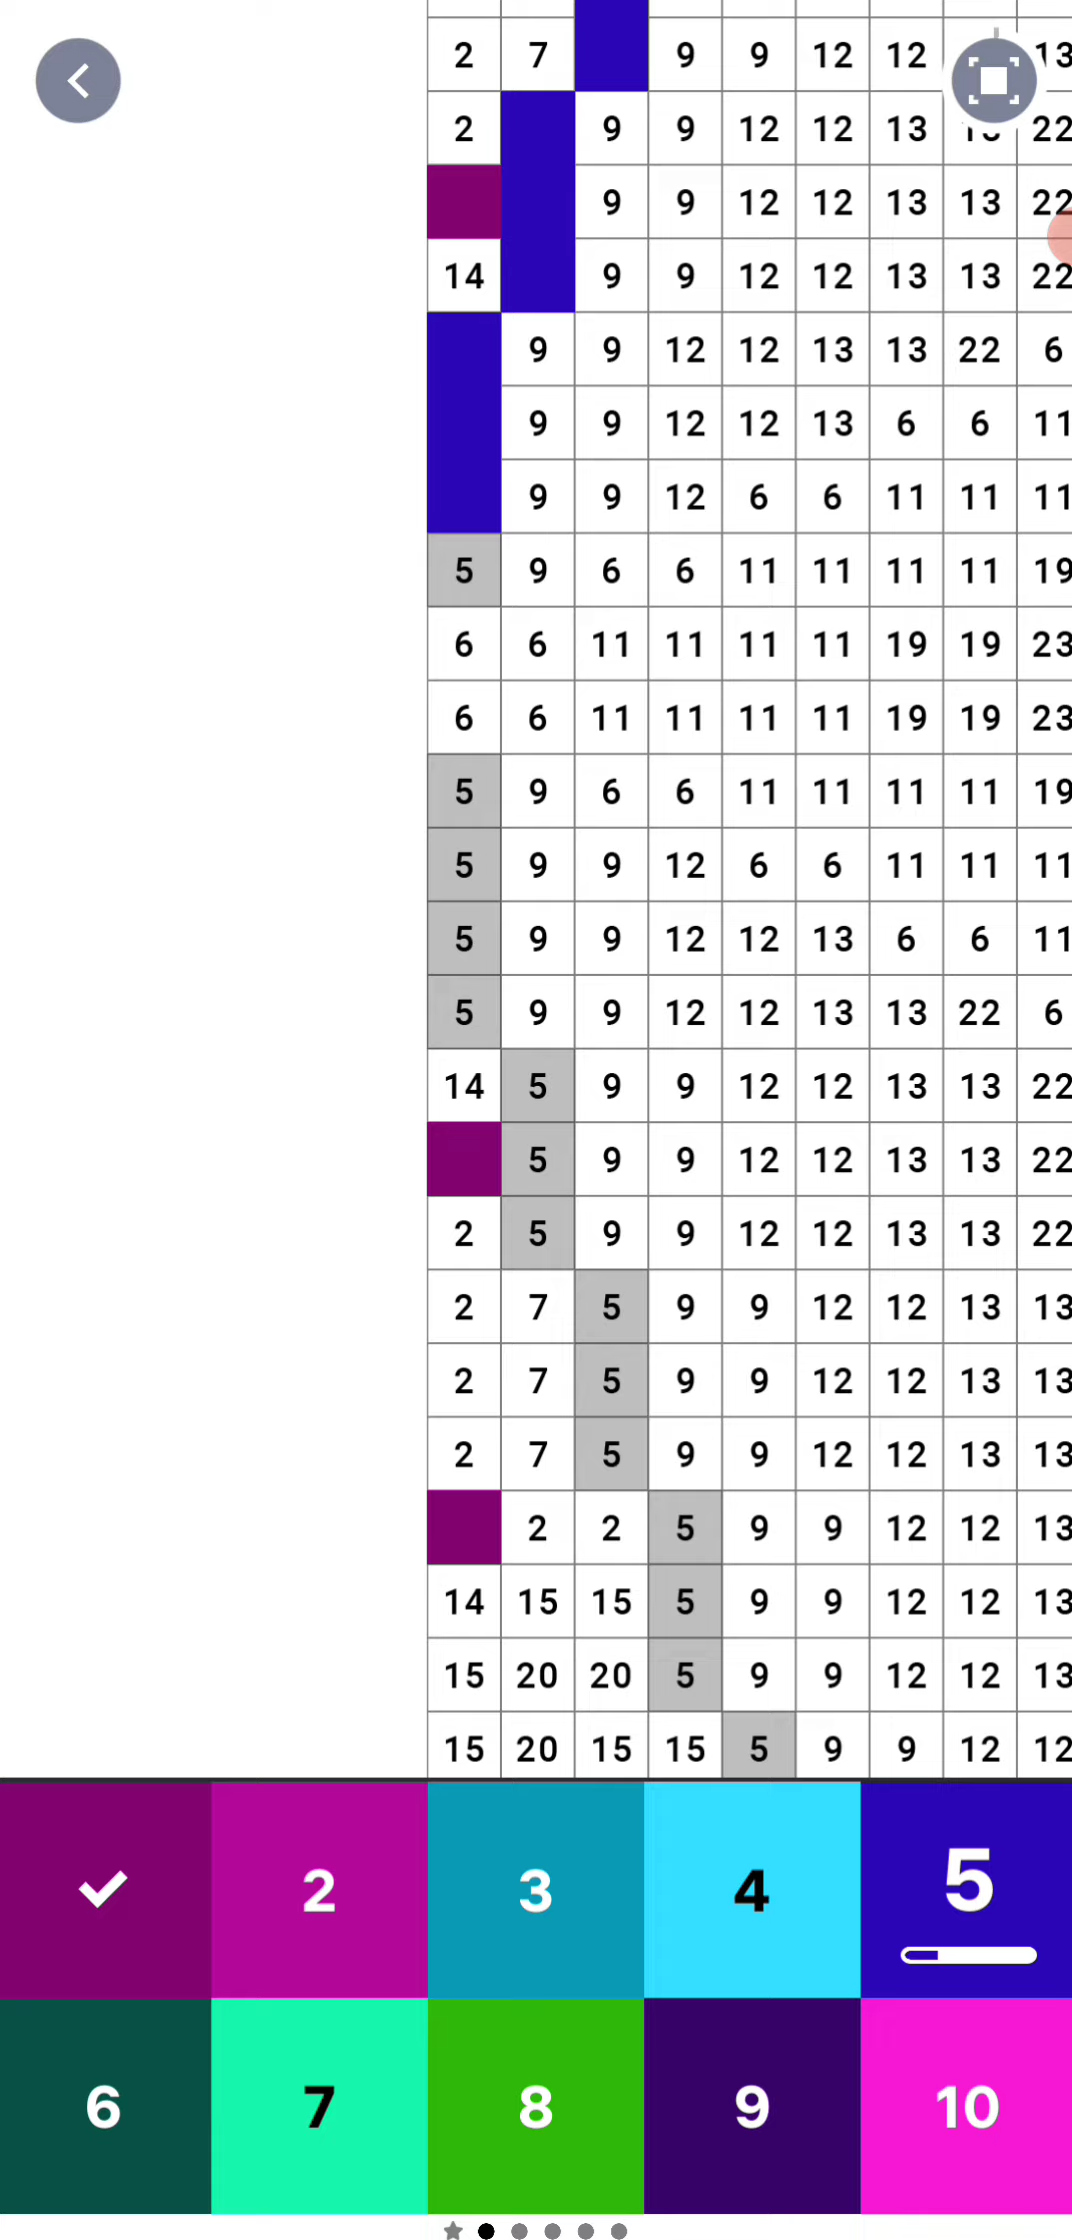 2 7 9 9 12 12 13
2 9 9 12 12 13 22
9 9 12 12 13 13 22
14 9 9 12 12 13 13 22
9 9 12 12 13 13 22 6
9 9 12 12 13 6 6 11
9 9 12 6 6 11 11 11
5 9 6 6 11 11 11 11 19
6 6 11 11 11 11 19 19 23
6 6 11 11 11 11 19 19 23
5 9 6 6 11 11 11 11 19
5 9 9 12 6 6 11 11 11
5 9 9 12 12 13 6 6 11
5 9 9 12 12 13 13 22 6
14 5 9 9 12 12 13 13 22
5 9 9 12 12 13 13 22
2 5 9 9 12 12 13 13 22
2 7 5 9 9 12 12 13 13
2 7 5 9 9 12 12 13 13
2 7 5 9 9 12 12 13 13
2 2 5 9 9 12 12 13
14 15 15 5 9 9 12 12 13
15 20 20 5 9 9 12 12 13
15 20 15 15 5 9 9 12 12
2 3 4 5
6 7 8 9 10